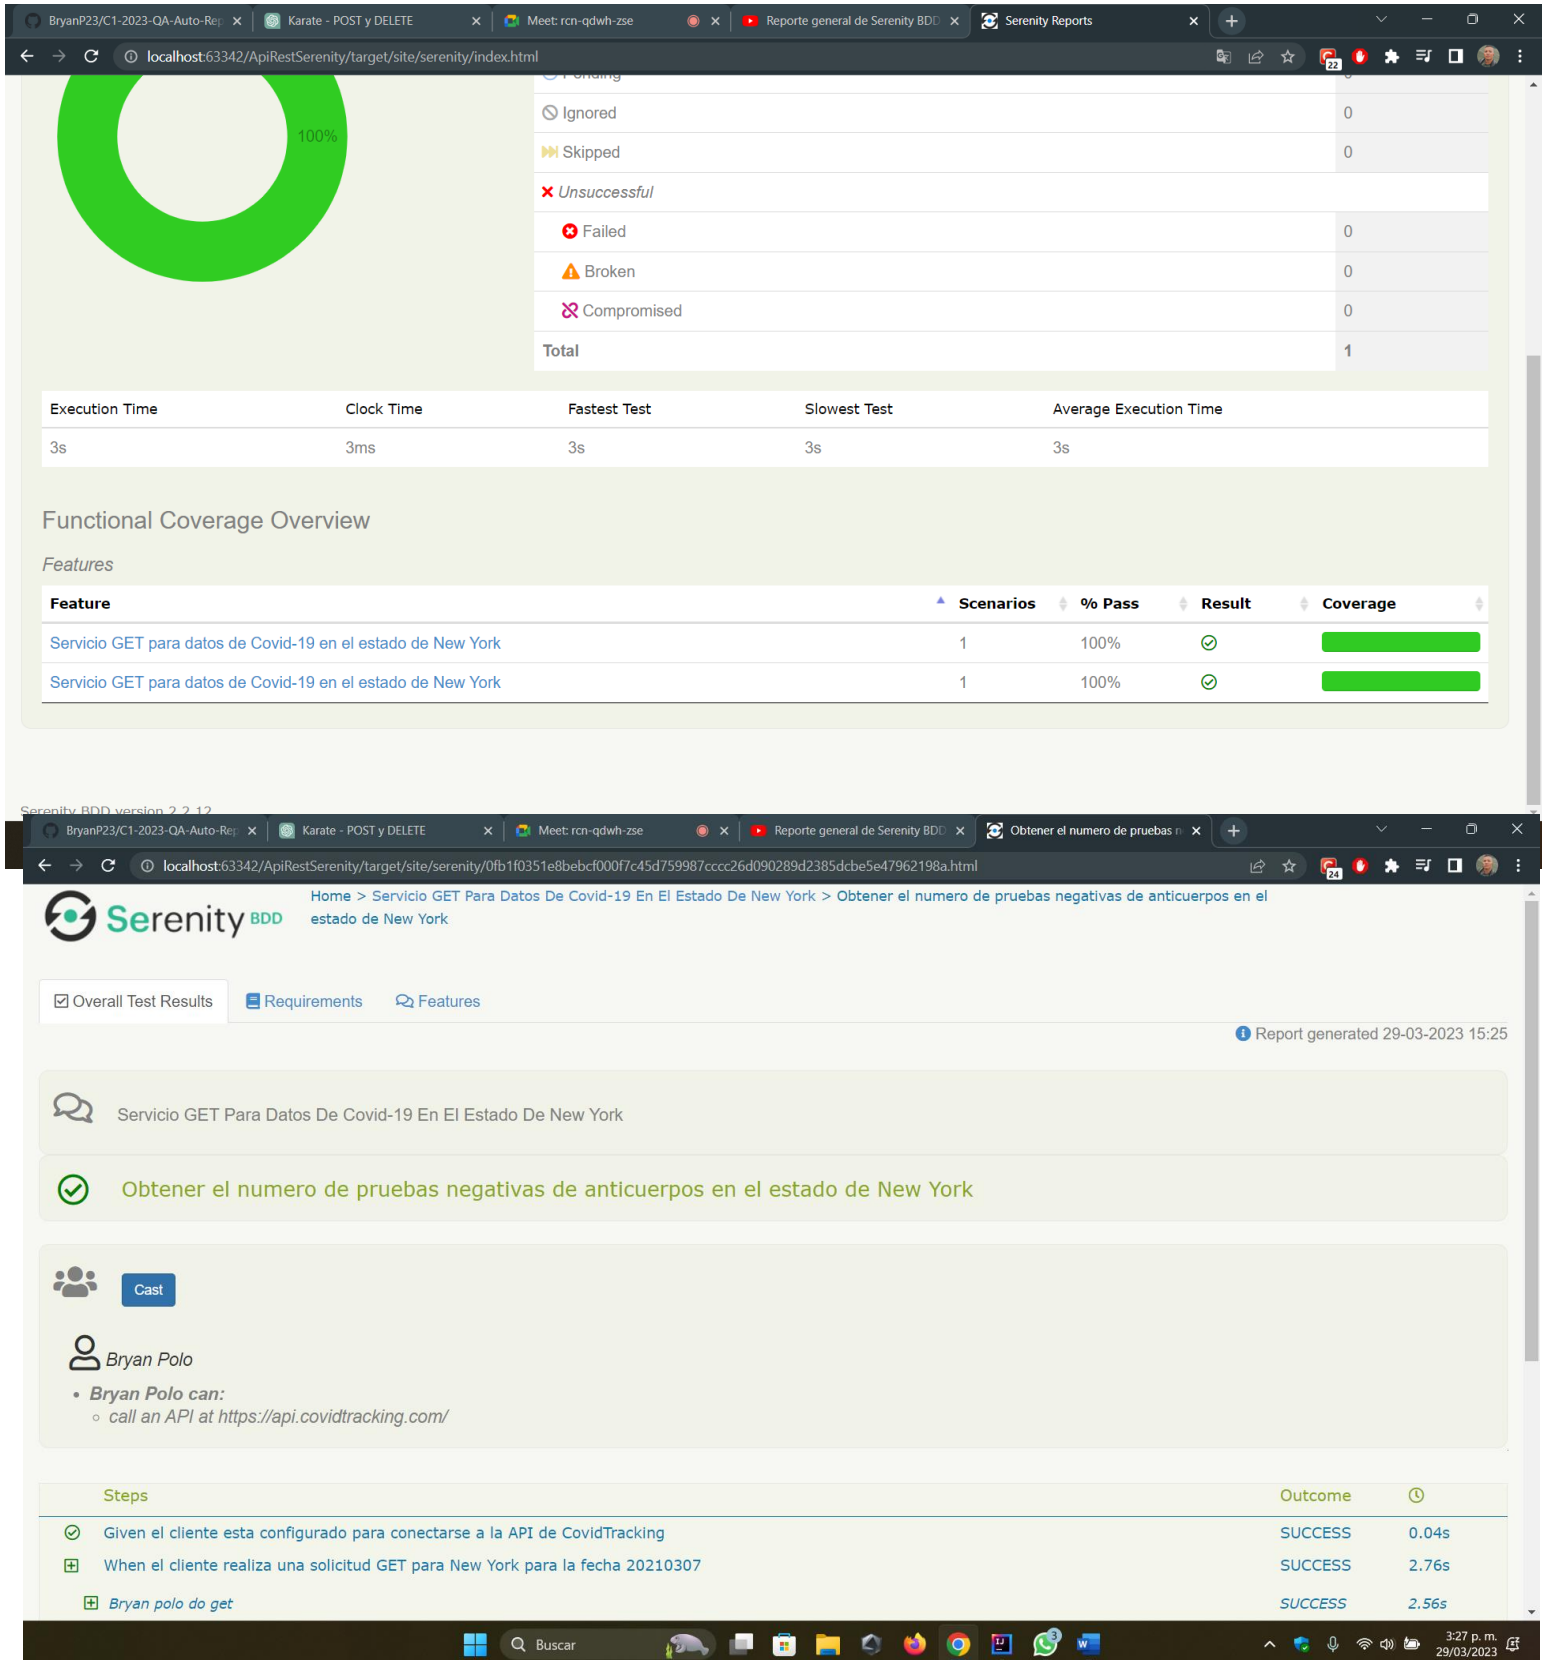 BryanP23/C1-2023-QA-Auto-Rep
Karate - POST y DELETE
Meet: rcn-qdwh-zse
Reporte general de Serenity BDD
Serenity Reports
localhost:63342/ApiRestSerenity/target/site/serenity/index.html
22
100%
Pending 0
Ignored 0
Skipped 0
Unsuccessful
Failed 0
Broken 0
Compromised 0
Total 1
Execution Time Clock Time Fastest Test Slowest Test Average Execution Time
3s 3ms 3s 3s 3s
Functional Coverage Overview
Features
Feature Scenarios % Pass Result Coverage
Servicio GET para datos de Covid-19 en el estado de New York 1 100%
Servicio GET para datos de Covid-19 en el estado de New York 1 100%
Serenity BDD version 2.2.12
BryanP23/C1-2023-QA-Auto-Rep
Karate - POST y DELETE
Meet: rcn-qdwh-zse
Reporte general de Serenity BDD
Obtener el numero de pruebas n
localhost:63342/ApiRestSerenity/target/site/serenity/0fb1f0351e8bebcf000f7c45d759987cccc26d090289d2385dcbe5e47962198a.html
24
Serenity BDD
Home > Servicio GET Para Datos De Covid-19 En El Estado De New York > Obtener el numero de pruebas negativas de anticuerpos en el
estado de New York
Overall Test Results Requirements Features
Report generated 29-03-2023 15:25
Servicio GET Para Datos De Covid-19 En El Estado De New York
Obtener el numero de pruebas negativas de anticuerpos en el estado de New York
Cast
Bryan Polo
Bryan Polo can:
call an API at https://api.covidtracking.com/
Steps Outcome
Given el cliente esta configurado para conectarse a la API de CovidTracking SUCCESS 0.04s
When el cliente realiza una solicitud GET para New York para la fecha 20210307 SUCCESS 2.76s
Bryan polo do get SUCCESS 2.56s
Buscar
3
3:27 p. m.
29/03/2023